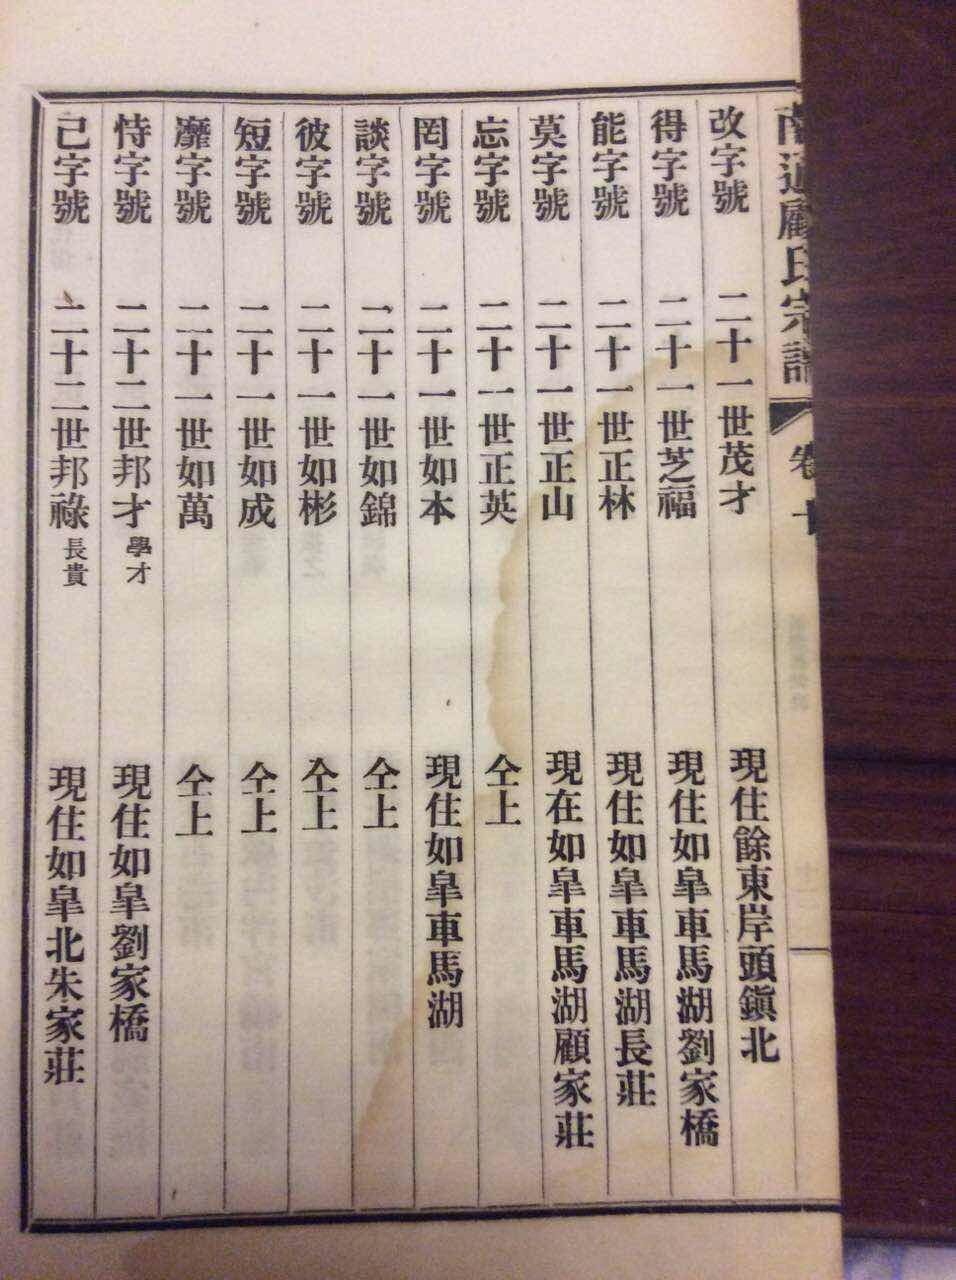 南通顧氏宗譜 卷十
改字號 二十一世茂才 現住餘東岸頭鎭北
得字號 二十一世芝福 現住如皐車馬湖劉家橋
能字號 二十一世正林 現住如皐車馬湖長莊
莫字號 二十一世正山 現在如皐車馬湖顧家莊
忘字號 二十一世正英 仝上
罔字號 二十一世如本 現住如皐車馬湖
談字號 二十一世如錦 仝上
彼字號 二十一世如彬 仝上
短字號 二十一世如成 仝上
靡字號 二十一世如萬 仝上
恃字號 二十二世邦才 學才 現住如皐劉家橋
己字號 二十二世邦祿 長貴 現住如皐北朱家莊